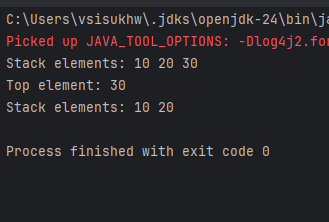 C:\Users\vsisukhw\.jdks\openjdk-24\bin\ja
Picked up JAVA_TOOL_OPTIONS: -Dlog4j2.for
Stack elements: 10 20 30
Top element: 30
Stack elements: 10 20
Process finished with exit code 0